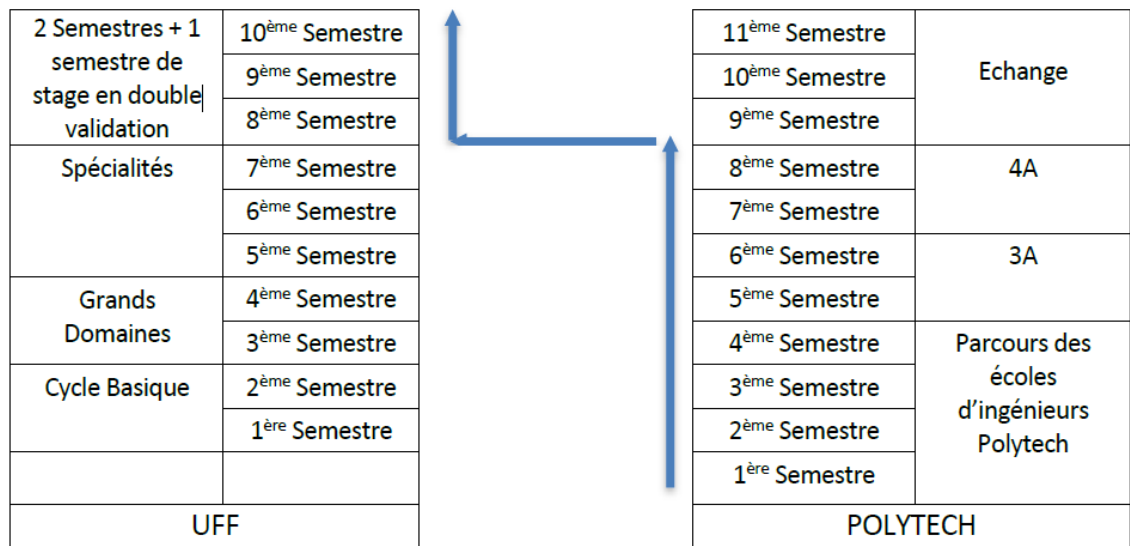 2 Semestres + 1
semestre de
stage en double
validation
10ème Semestre
9ème Semestre
8ème Semestre
Spécialités
7ème Semestre
6ème Semestre
5ème Semestre
Grands
Domaines
4ème Semestre
3ème Semestre
Cycle Basique
2ème Semestre
1ère Semestre
UFF
11ème Semestre
10ème Semestre
9ème Semestre
Echange
8ème Semestre
7ème Semestre
4A
6ème Semestre
5ème Semestre
3A
4ème Semestre
3ème Semestre
2ème Semestre
1ère Semestre
Parcours des
écoles
d'ingénieurs
Polytech
POLYTECH